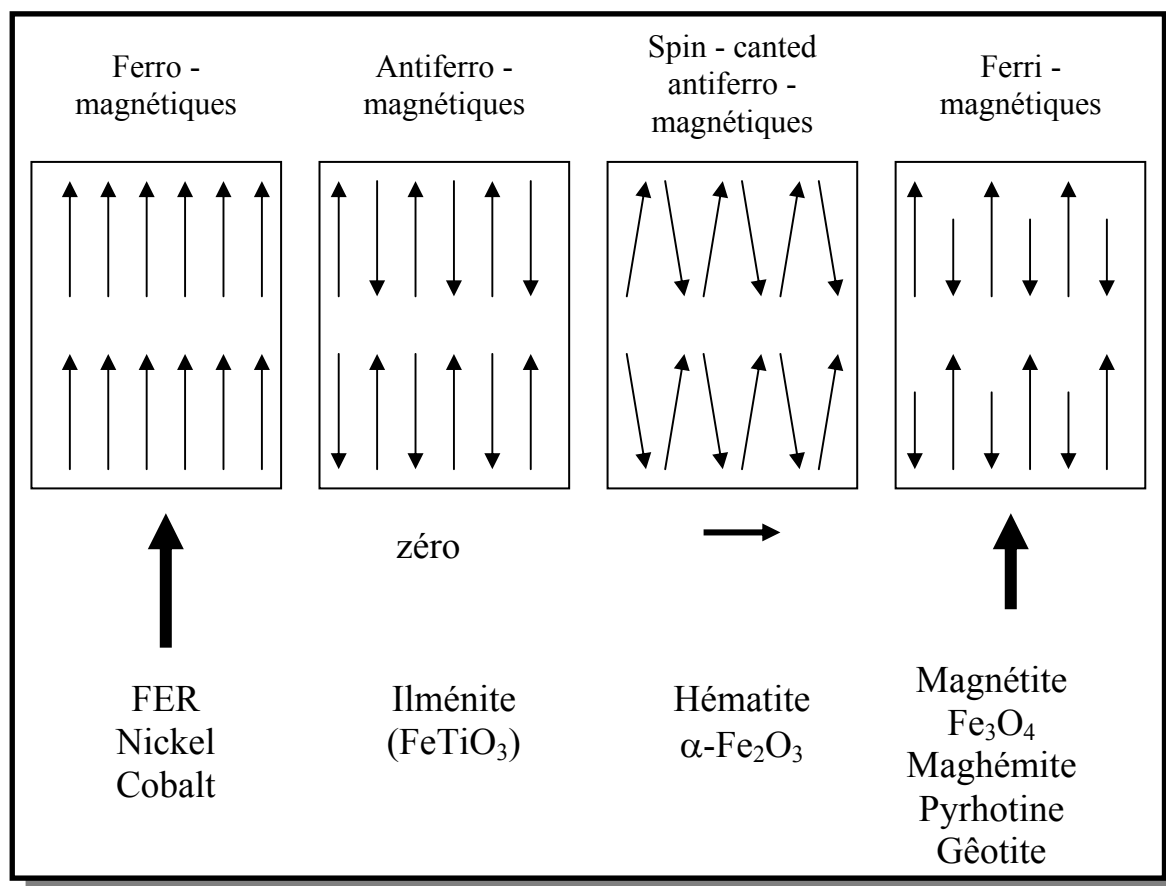 Ferro -
magnétiques
Antiferro -
magnétiques
Spin - canted
antiferro -
magnétiques
Ferri -
magnétiques
zéro
FER
Nickel
Cobalt
Ilménite
(FeTiO₃)
Hématite
α-Fe₂O₃
Magnétite
Fe₃O₄
Maghémite
Pyrhotine
Gêotite